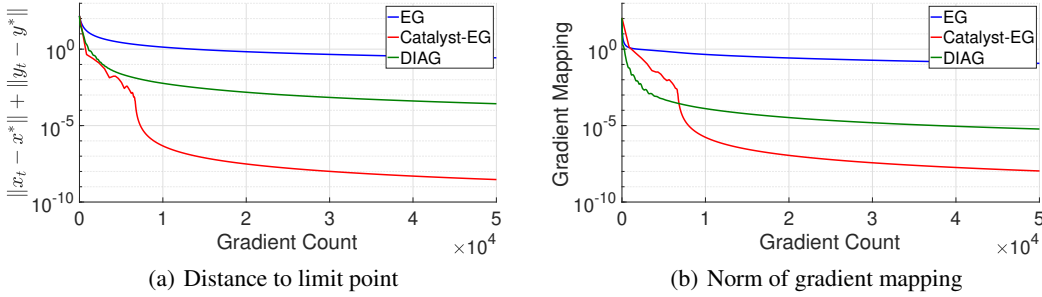 EG
Catalyst-EG
DIAG
10^0
10^-5
10^-10
‖x_t − x*‖ + ‖y_t − y*‖
0 1 2 3 4 5
Gradient Count ×10^4
(a) Distance to limit point
EG
Catalyst-EG
DIAG
10^0
10^-5
10^-10
Gradient Mapping
0 1 2 3 4 5
Gradient Count ×10^4
(b) Norm of gradient mapping